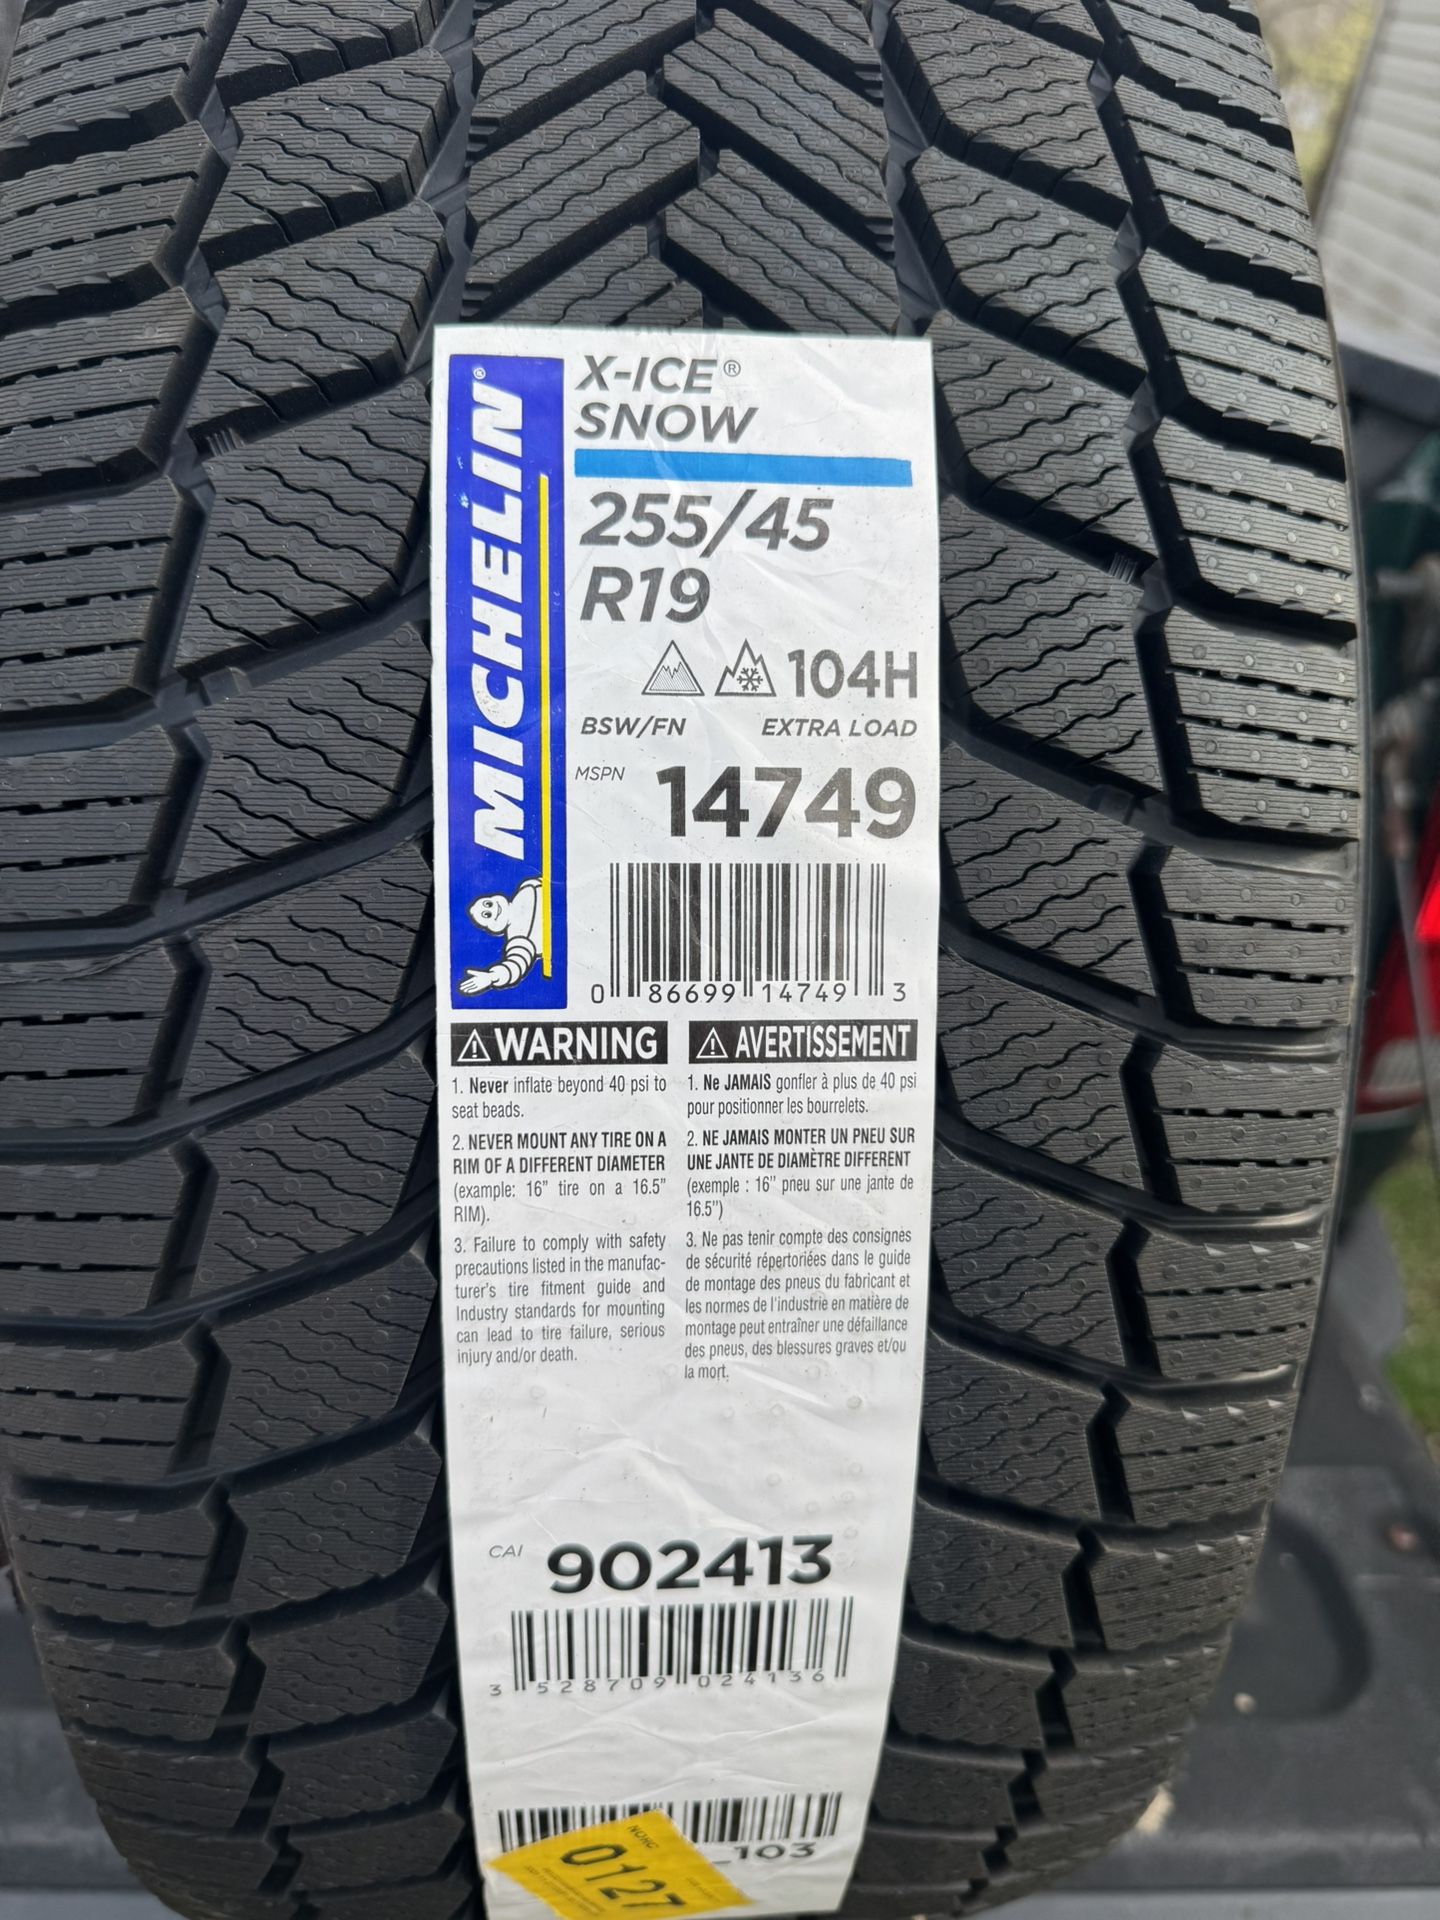 MICHELIN®
X-ICE®
SNOW
255/45
R19
104H
BSW/FN EXTRA LOAD
MSPN 14749
0 86699 14749 3
WARNING
1. Never inflate beyond 40 psi to
seat beads.
2. NEVER MOUNT ANY TIRE ON A
RIM OF A DIFFERENT DIAMETER
(example: 16" tire on a 16.5"
RIM).
3. Failure to comply with safety
precautions listed in the manufac-
turer's tire fitment guide and
Industry standards for mounting
can lead to tire failure, serious
injury and/or death.
AVERTISSEMENT
1. Ne JAMAIS gonfler à plus de 40 psi
pour positionner les bourrelets.
2. NE JAMAIS MONTER UN PNEU SUR
UNE JANTE DE DIAMÈTRE DIFFERENT
(exemple : 16" pneu sur une jante de
16.5")
3. Ne pas tenir compte des consignes
de sécurité répertoriées dans le guide
de montage des pneus du fabricant et
les normes de l'industrie en matière de
montage peut entraîner une défaillance
des pneus, des blessures graves et/ou
la mort.
CAI 902413
3 528709 024136
_103
NOHC
0127